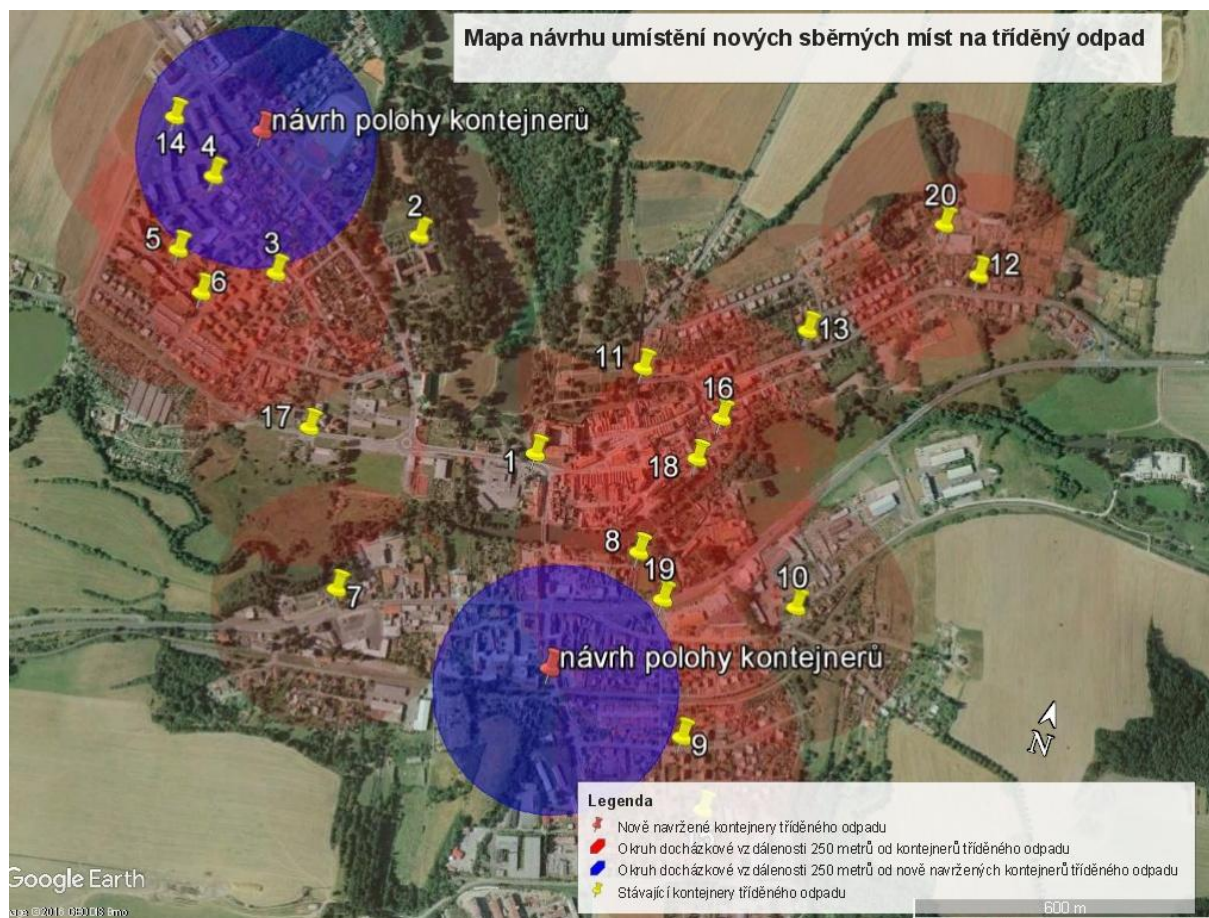 Mapa návrhu umístění nových sběrných míst na tříděný odpad
návrh polohy kontejnerů
14
4
2
20
5
3
12
6
13
11
16
17
1
18
8
19
10
7
návrh polohy kontejnerů
9
Legenda
Nově navržené kontejnery tříděného odpadu
Okruh docházkové vzdálenosti 250 metrů od kontejnerů tříděného odpadu
Okruh docházkové vzdálenosti 250 metrů od nově navržených kontejnerů tříděného odpadu
Stávající kontejnery tříděného odpadu
N
Google Earth
600 m